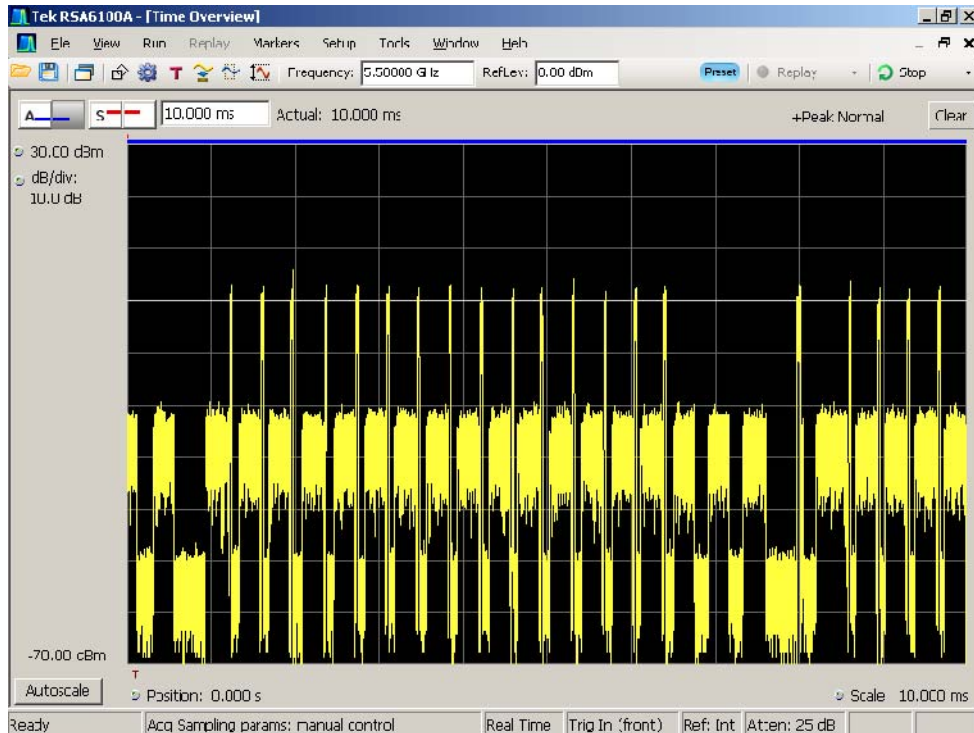 Tek RSA6100A - [Time Overview]
File View Run Replay Markers Setup Tools Window Help
Frequency: 5.50000 GHz RefLev: 0.00 dBm Preset Replay Stop
A S 10.000 ms Actual: 10.000 ms +Peak Normal Clear
30.00 dBm
dB/div:
10.0 dB
-70.00 dBm
T
Autoscale Position: 0.000 s Scale 10.000 ms
Ready Acq Sampling params: manual control Real Time Trig In (front) Ref: Int Atten: 25 dB